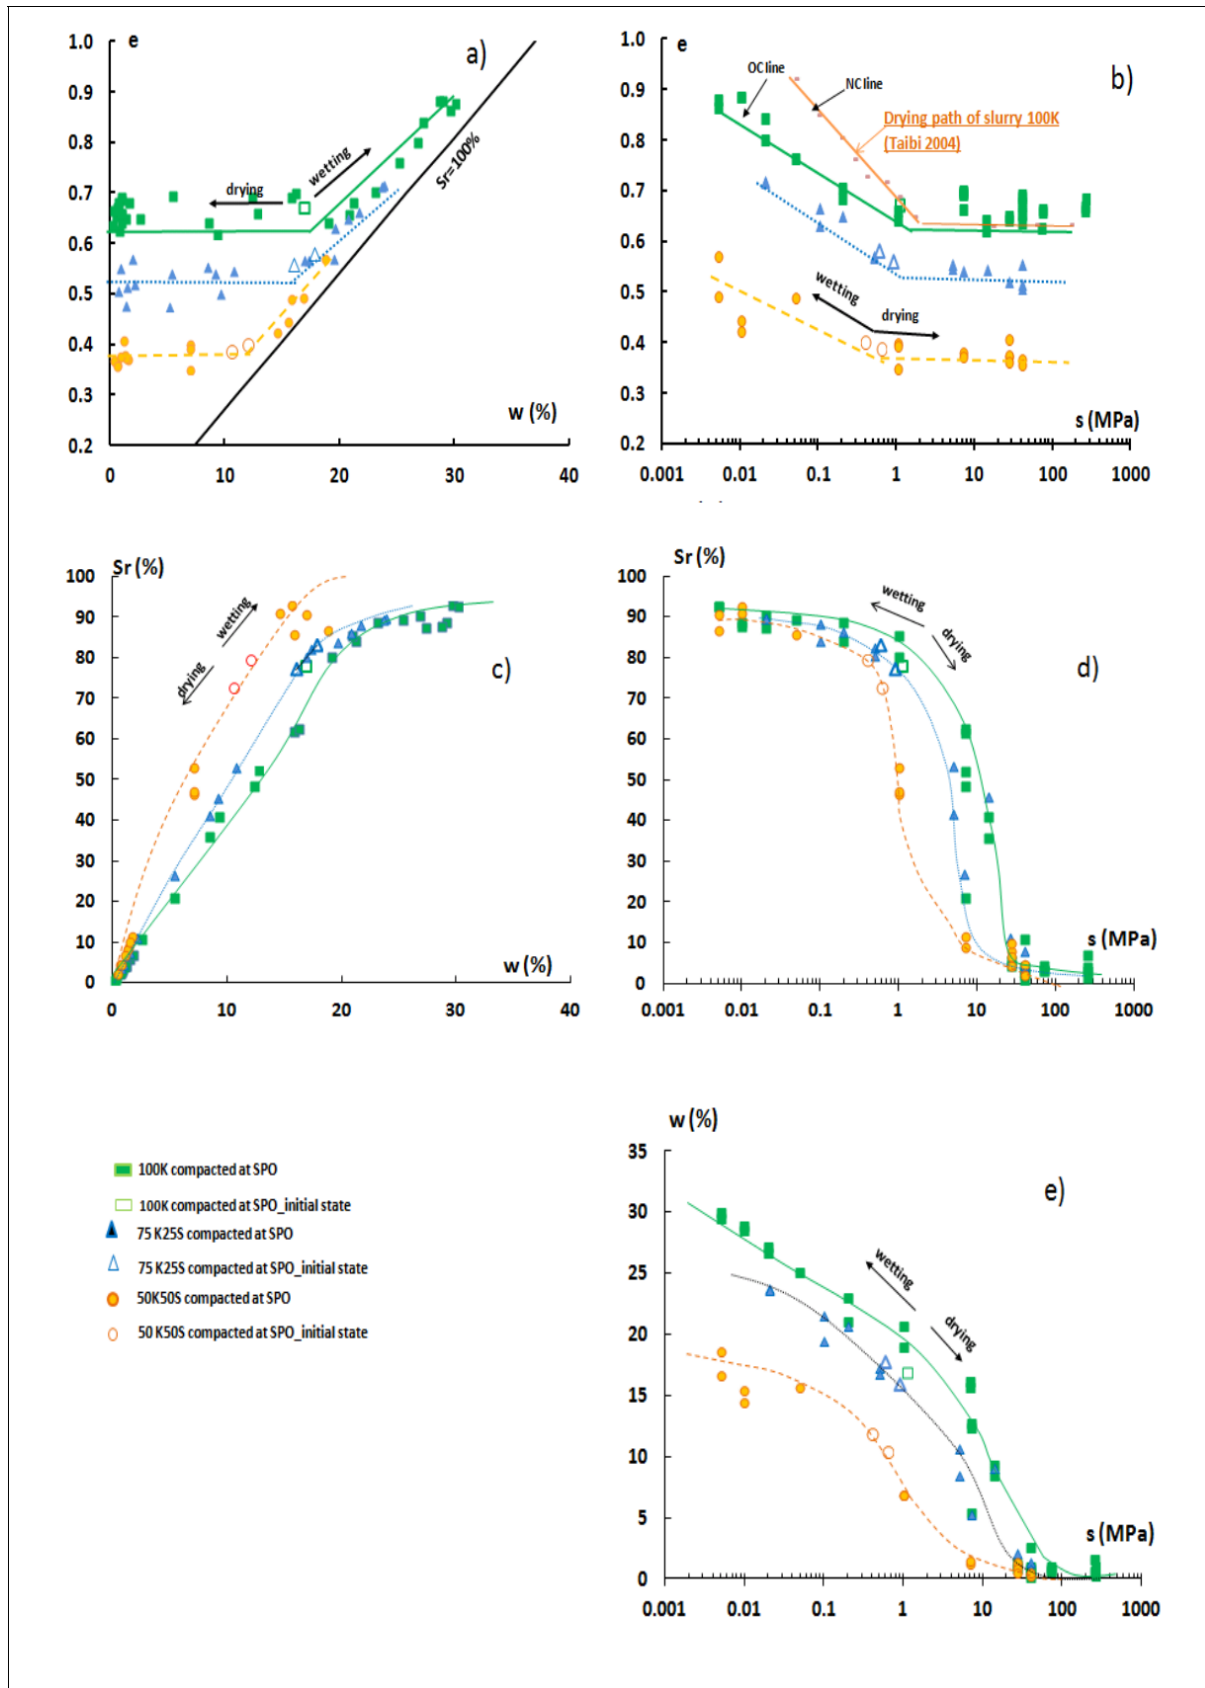 e
a)
1.0
0.9
0.8
0.7
0.6
0.5
0.4
0.3
0.2
drying
wetting
Sr=100%
w (%)
0
10
20
30
40
e
b)
1.0
0.9
0.8
0.7
0.6
0.5
0.4
0.3
0.2
OC line
NC line
Drying path of slurry 100K
(Taibi 2004)
wetting
drying
s (MPa)
0.001
0.01
0.1
1
10
100
1000
Sr (%)
100
90
80
70
60
50
40
30
20
10
0
wetting
drying
c)
w (%)
0
10
20
30
40
Sr (%)
100
90
80
70
60
50
40
30
20
10
0
wetting
drying
d)
s (MPa)
0.001
0.01
0.1
1
10
100
1000
100K compacted at SPO
100K compacted at SPO_initial state
75 K25S compacted at SPO
75 K25S compacted at SPO_initial state
50K50S compacted at SPO
50 K50S compacted at SPO_initial state
w (%)
35
30
25
20
15
10
5
0
wetting
drying
e)
s (MPa)
0.001
0.01
0.1
1
10
100
1000